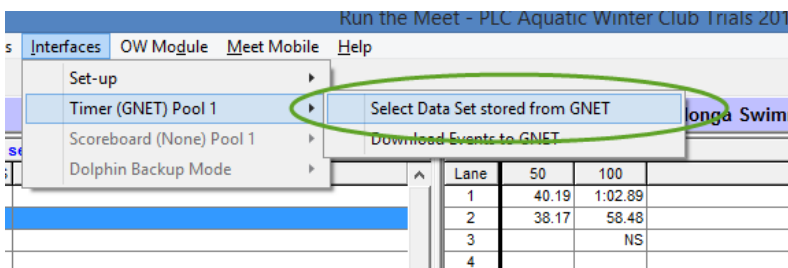 Run the Meet - PLC Aquatic Winter Club Trials 201
s Interfaces OW Module Meet Mobile Help
Set-up
Timer (GNET) Pool 1
Select Data Set stored from GNET
Download Events to GNET
Scoreboard (None) Pool 1
Dolphin Backup Mode
longa Swim
se
Lane 50 100
1 40.19 1:02.89
2 38.17 58.48
3 NS
4